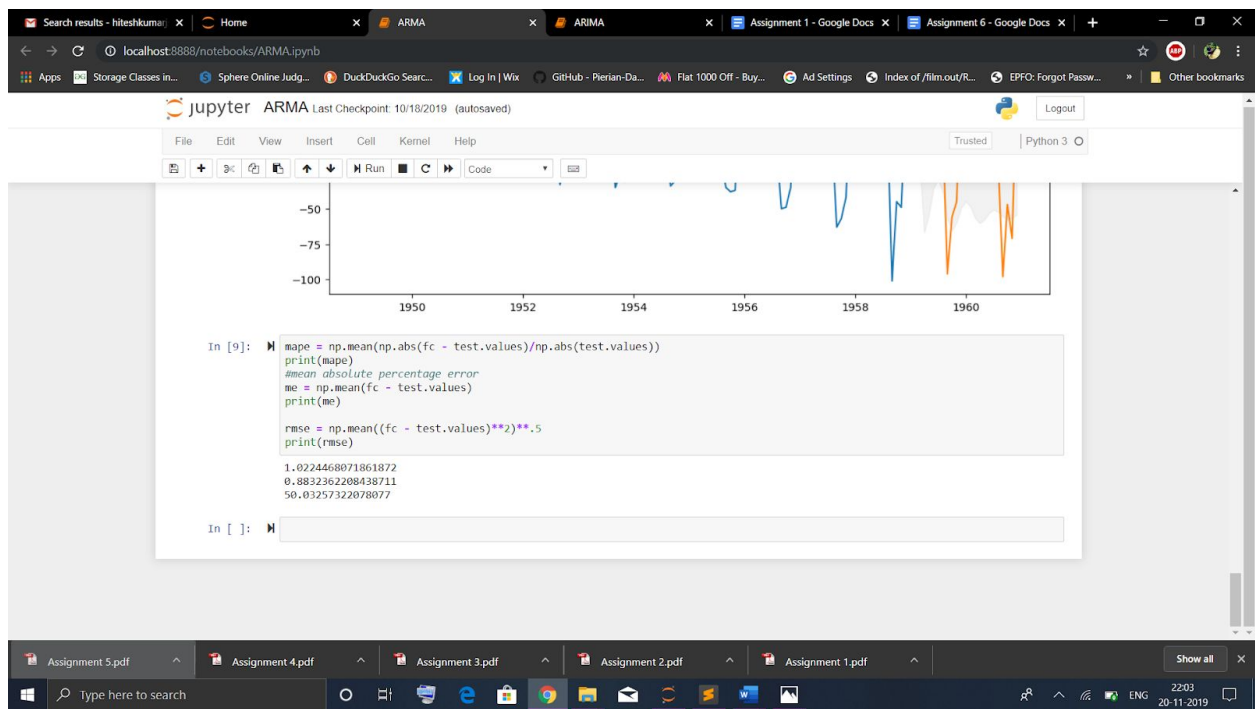 Search results - hiteshkumar
Home
ARMA
ARIMA
Assignment 1 - Google Docs
Assignment 6 - Google Docs
localhost:8888/notebooks/ARMA.ipynb
ABP
Apps
Storage Classes in...
Sphere Online Judg...
DuckDuckGo Searc...
Log In | Wix
GitHub - Pierian-Da...
Flat 1000 Off - Buy...
Ad Settings
Index of /film.out/R...
EPFO: Forgot Passw...
»
Other bookmarks
jupyter ARMA Last Checkpoint: 10/18/2019 (autosaved)
Logout
File Edit View Insert Cell Kernel Help
Trusted
Python 3
Run
Code
−50
−75
−100
1950 1952 1954 1956 1958 1960
In [9]:
mape = np.mean(np.abs(fc - test.values)/np.abs(test.values))
print(mape)
#mean absolute percentage error
me = np.mean(fc - test.values)
print(me)
rmse = np.mean((fc - test.values)**2)**.5
print(rmse)
1.0224468071861872
0.8832362208438711
50.03257322078077
In [ ]:
Assignment 5.pdf
Assignment 4.pdf
Assignment 3.pdf
Assignment 2.pdf
Assignment 1.pdf
Show all
Type here to search
ENG
22:03
20-11-2019